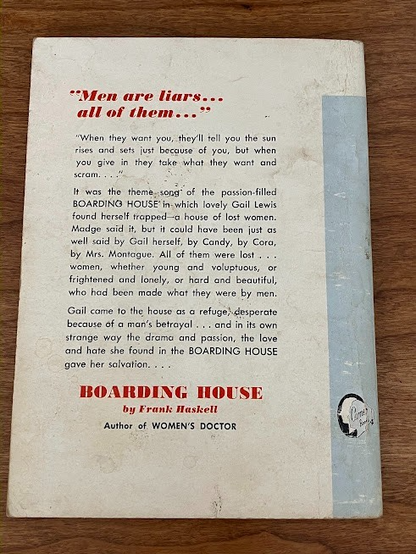 "Men are liars...
all of them..."
"When they want you, they'll tell you the sun
rises and sets just because of you, but when
you give in they take what they want and
scram. . . ."
It was the theme song of the passion-filled
BOARDING HOUSE in which lovely Gail Lewis
found herself trapped—a house of lost women.
Madge said it, but it could have been just as
well said by Gail herself, by Candy, by Cora,
by Mrs. Montague. All of them were lost . . .
women, whether young and voluptuous, or
frightened and lonely, or hard and beautiful,
who had been made what they were by men.
Gail came to the house as a refuge, desperate
because of a man's betrayal . . . and in its own
strange way the drama and passion, the love
and hate she found in the BOARDING HOUSE
gave her salvation. . . .
BOARDING HOUSE
by Frank Haskell
Author of WOMEN'S DOCTOR